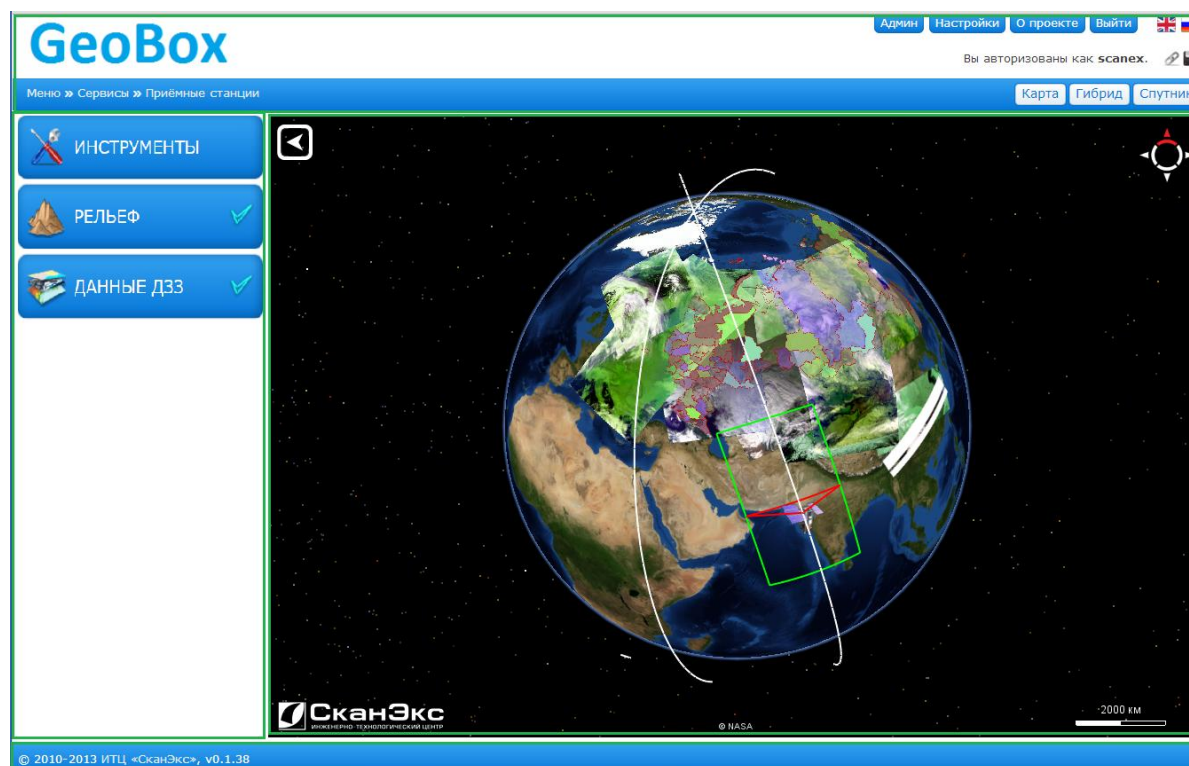 GeoBox
Админ Настройки О проекте Выйти
Вы авторизованы как scanex.
Меню » Сервисы » Приёмные станции
Карта Гибрид Спутник
ИНСТРУМЕНТЫ
РЕЛЬЕФ
ДАННЫЕ ДЗЗ
СканЭкс
ИНЖЕНЕРНО-ТЕХНОЛОГИЧЕСКИЙ ЦЕНТР
© NASA
2000 км
© 2010-2013 ИТЦ «СканЭкс», v0.1.38